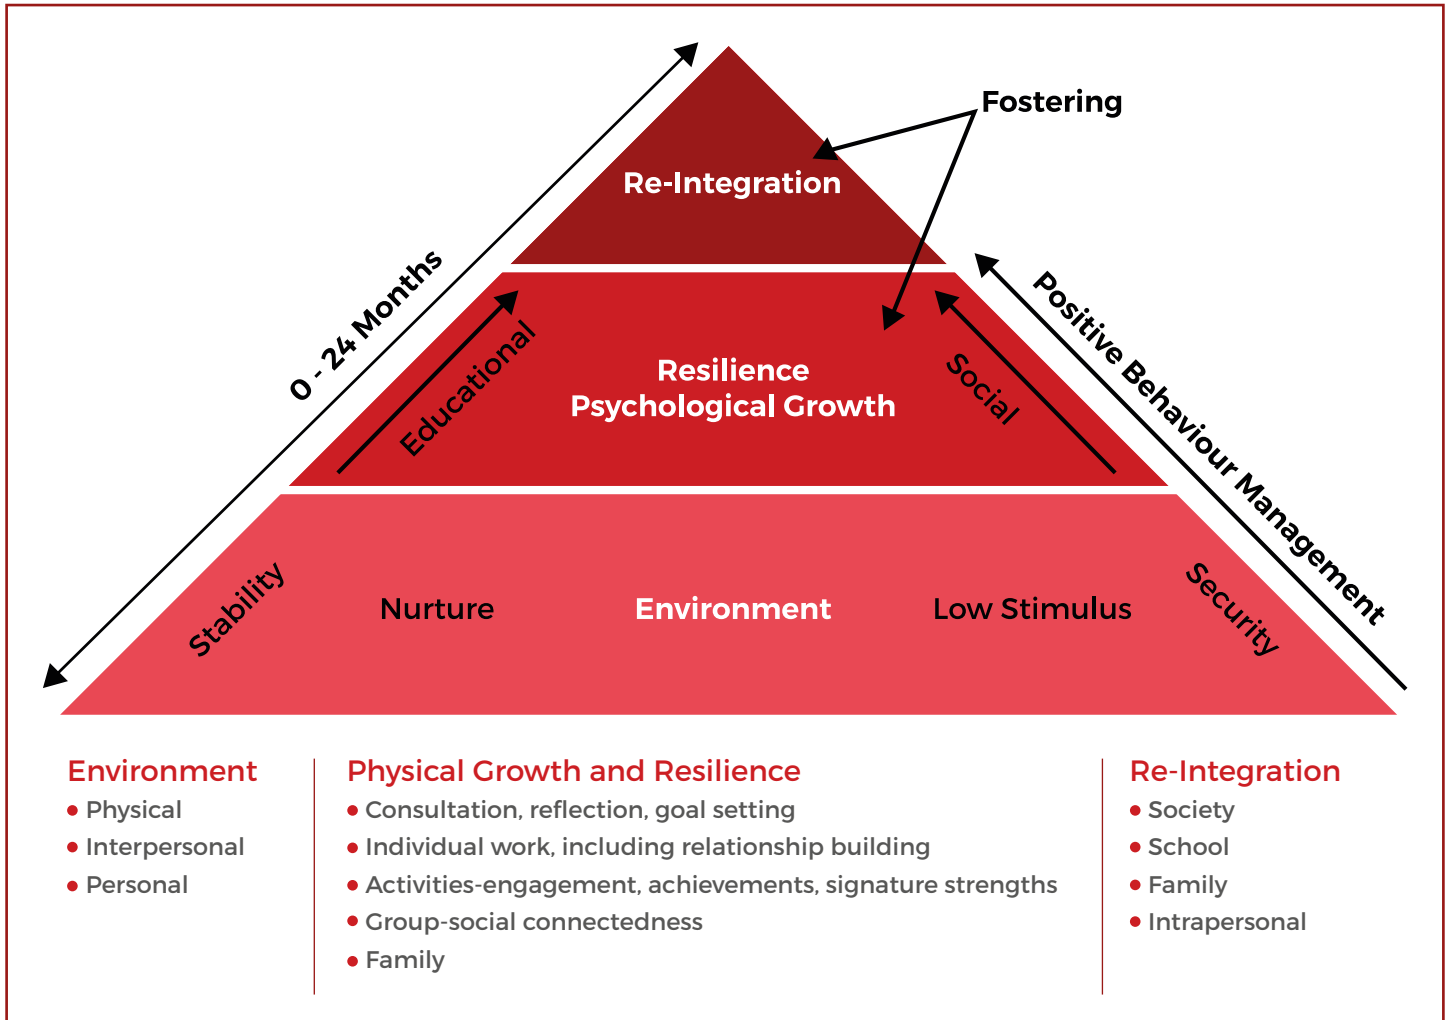 Fostering
Re-Integration
0 - 24 Months
Positive Behaviour Management
Educational
Resilience
Psychological Growth
Social
Stability
Nurture
Environment
Low Stimulus
Security
Environment
• Physical
• Interpersonal
• Personal
Physical Growth and Resilience
• Consultation, reflection, goal setting
• Individual work, including relationship building
• Activities-engagement, achievements, signature strengths
• Group-social connectedness
• Family
Re-Integration
• Society
• School
• Family
• Intrapersonal